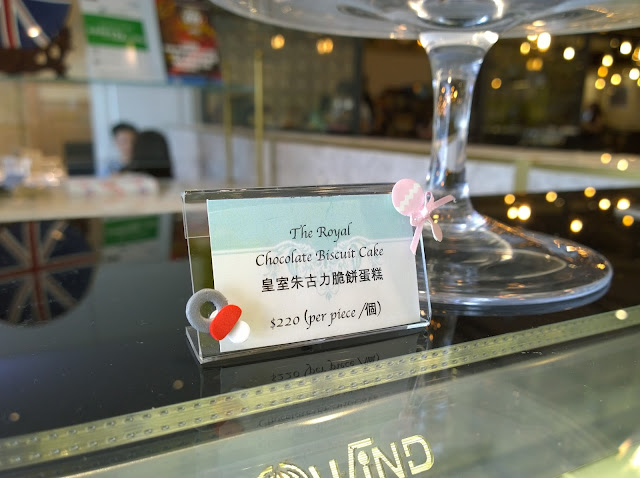 The Royal
Chocolate Biscuit Cake
皇室朱古力脆餅蛋糕
$220 (per piece /個)